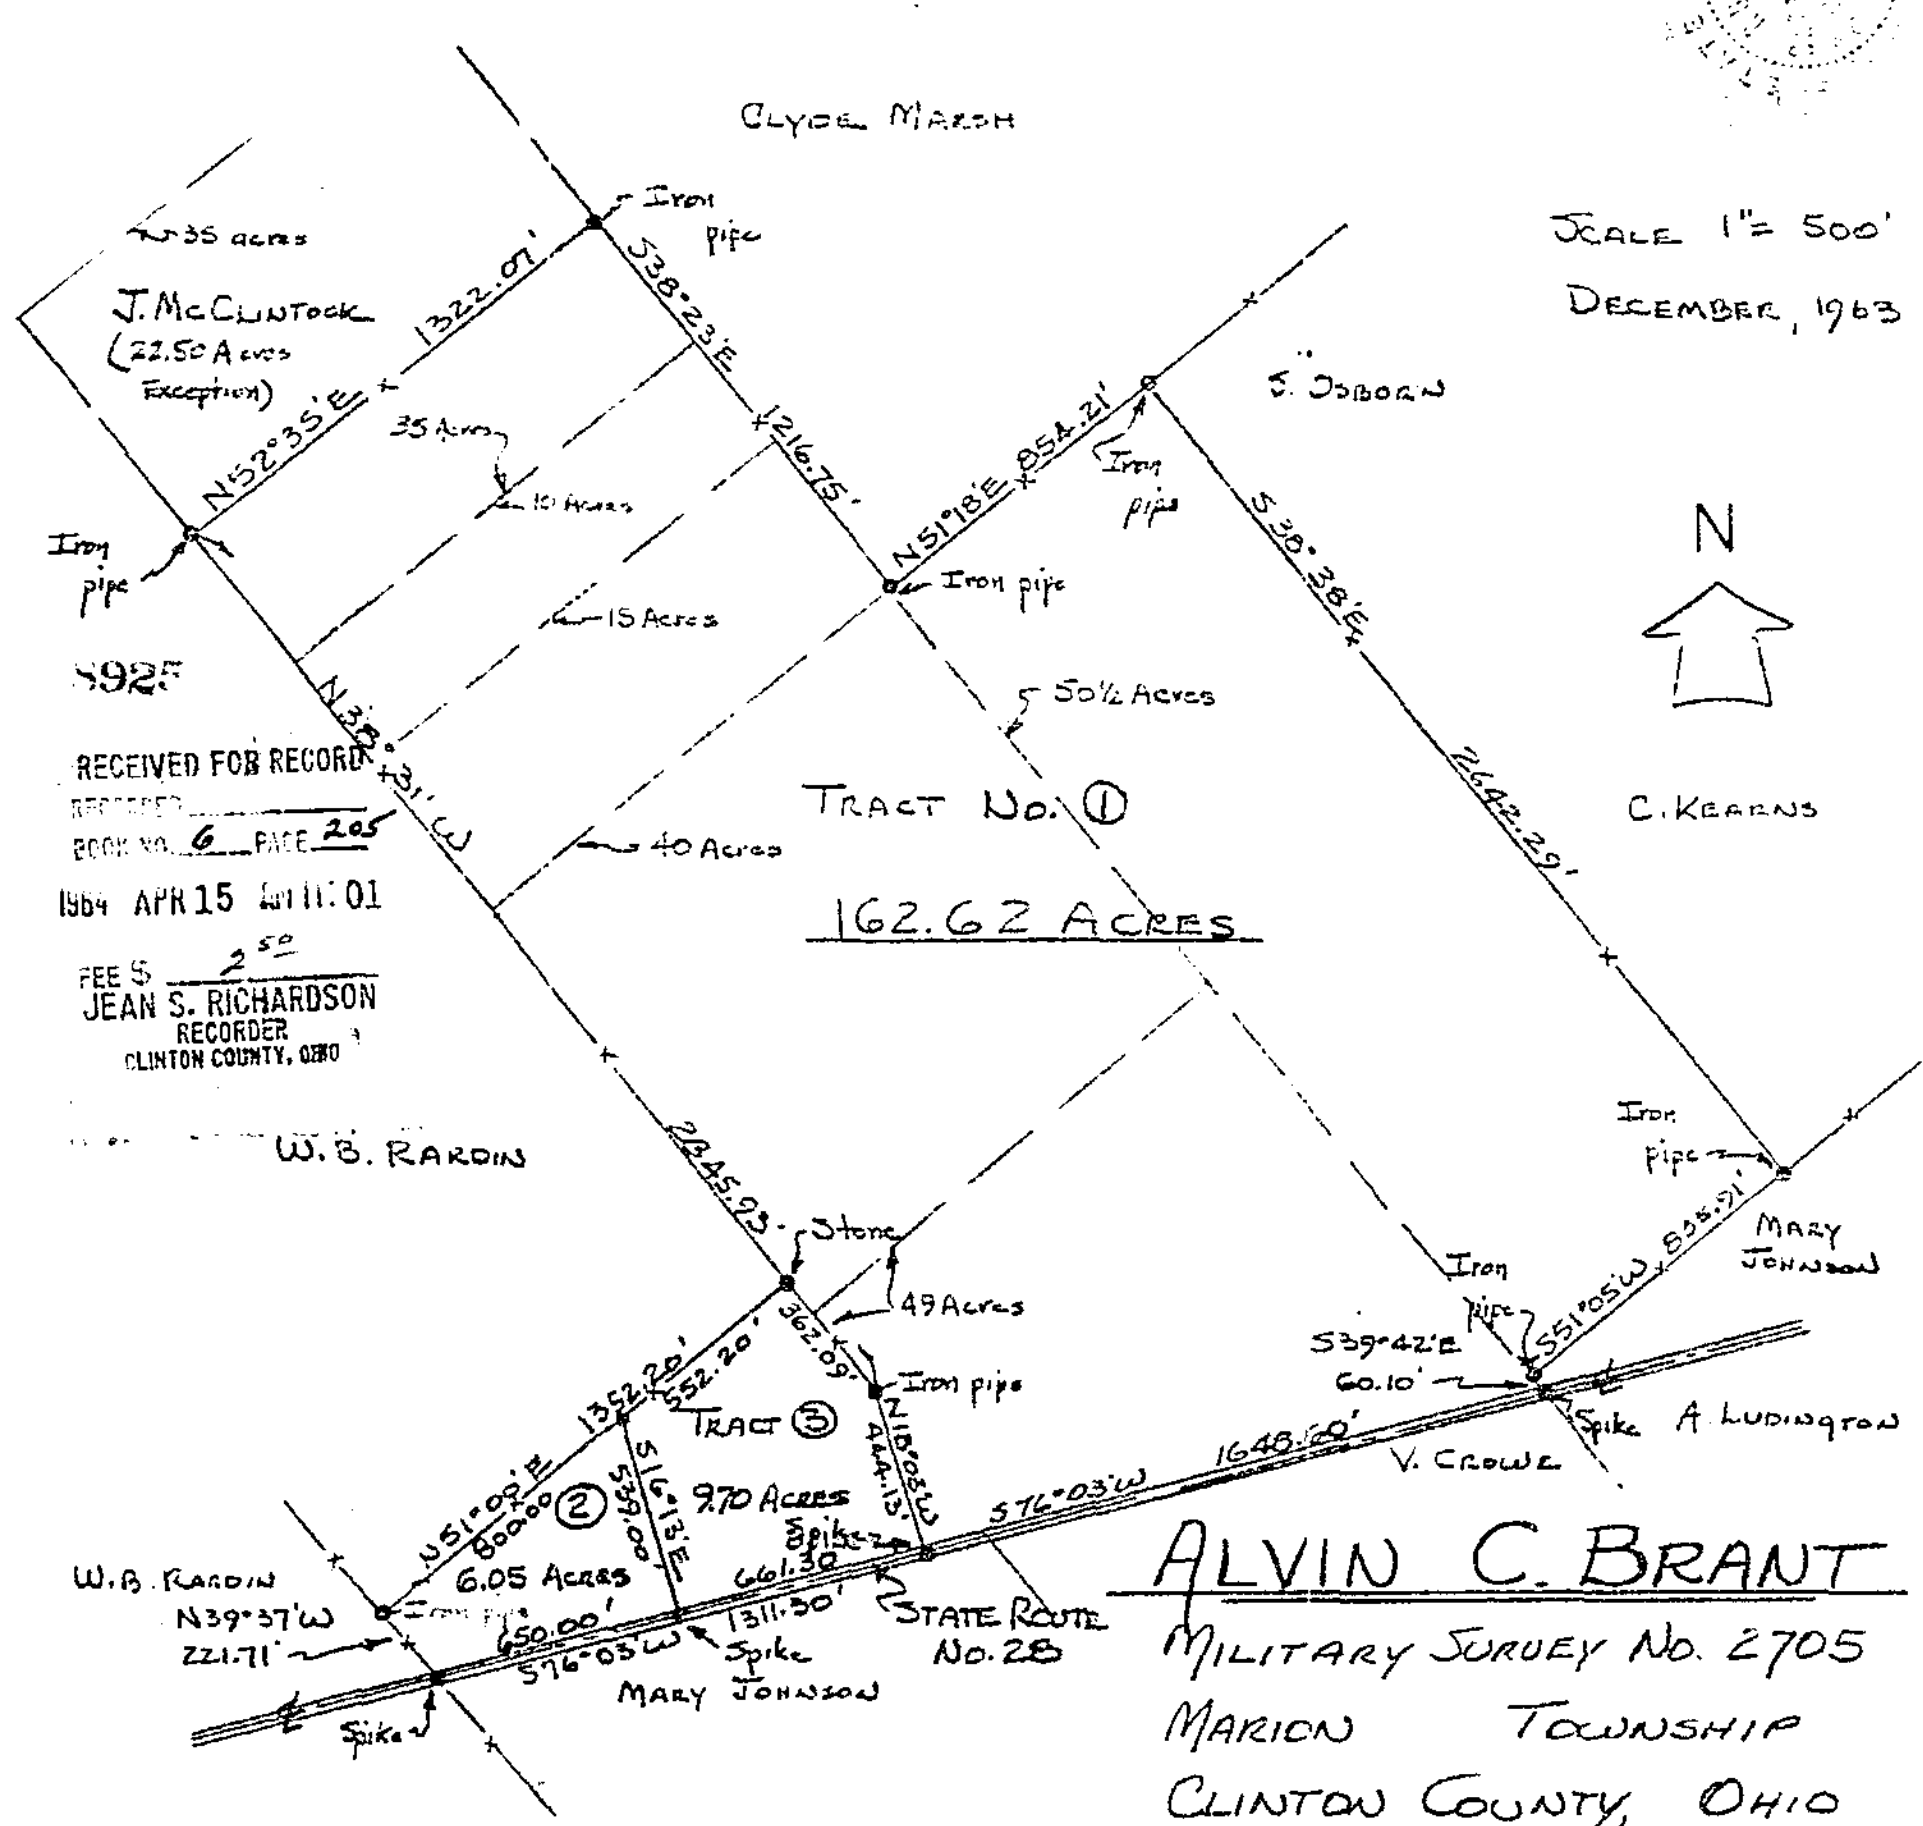 CLYDE MARSH
Iron
pipe
SCALE 1" = 500'
DECEMBER, 1963
35 acres
J. McCLINTOCK
(22.50 Acres
Exception)
1322.07'
N52°35'E
S38°23'E
1216.75'
35 Acres
10 Acres
15 Acres
Iron
pipe
N51°18'E 854.21'
Iron
pipe
S. OSBORN
Iron pipe
S38°38'E
2642.29'
N
C. KEARNS
50½ Acres
TRACT No. ①
162.62 ACRES
40 Acres
8925
RECEIVED FOR RECORD
RECORDED
BOOK NO. 6 PAGE 205
1964 APR 15 AM 11:01
FEE $ 2 50
JEAN S. RICHARDSON
RECORDER
CLINTON COUNTY, OHIO
N38°31'W
2845.93'
W.B. RARDIN
Stone
49 Acres
362.09'
Iron pipe
N18°03'W
444.13'
Iron
pipe
S51°05'W 835.91'
MARY
JOHNSON
Iron
pipe
S39°42'E
60.10'
Spike
A. LUDINGTON
V. CROWE
1648.60'
S76°03'W
1352.20'
552.20'
TRACT ③
9.70 ACRES
N51°00'E
800.00
②
6.05 ACRES
S16°13'E
539.00'
Spike
661.30
1311.30'
650.00'
S76°03'W
W.B. RARDIN
N39°37'W
221.71'
Iron pipe
Spike
Spike
MARY JOHNSON
STATE ROUTE
No. 28
ALVIN C. BRANT
MILITARY SURVEY No. 2705
MARION TOWNSHIP
CLINTON COUNTY, OHIO